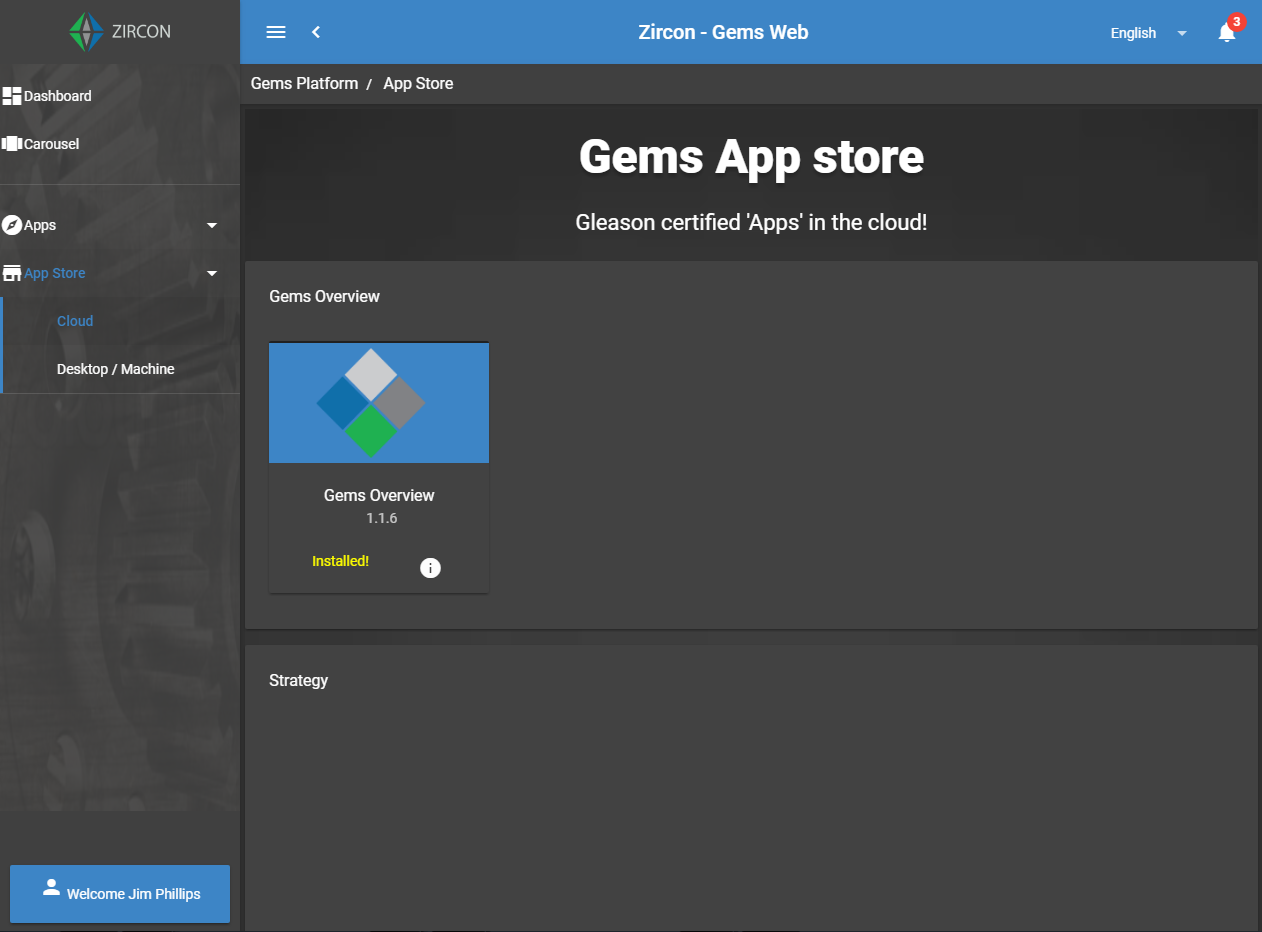 ZIRCON
Zircon - Gems Web
English
3
Gems Platform / App Store
Dashboard
Carousel
Apps
App Store
Cloud
Desktop / Machine
Gems App store
Gleason certified 'Apps' in the cloud!
Gems Overview
Gems Overview
1.1.6
Installed!
Strategy
Welcome Jim Phillips